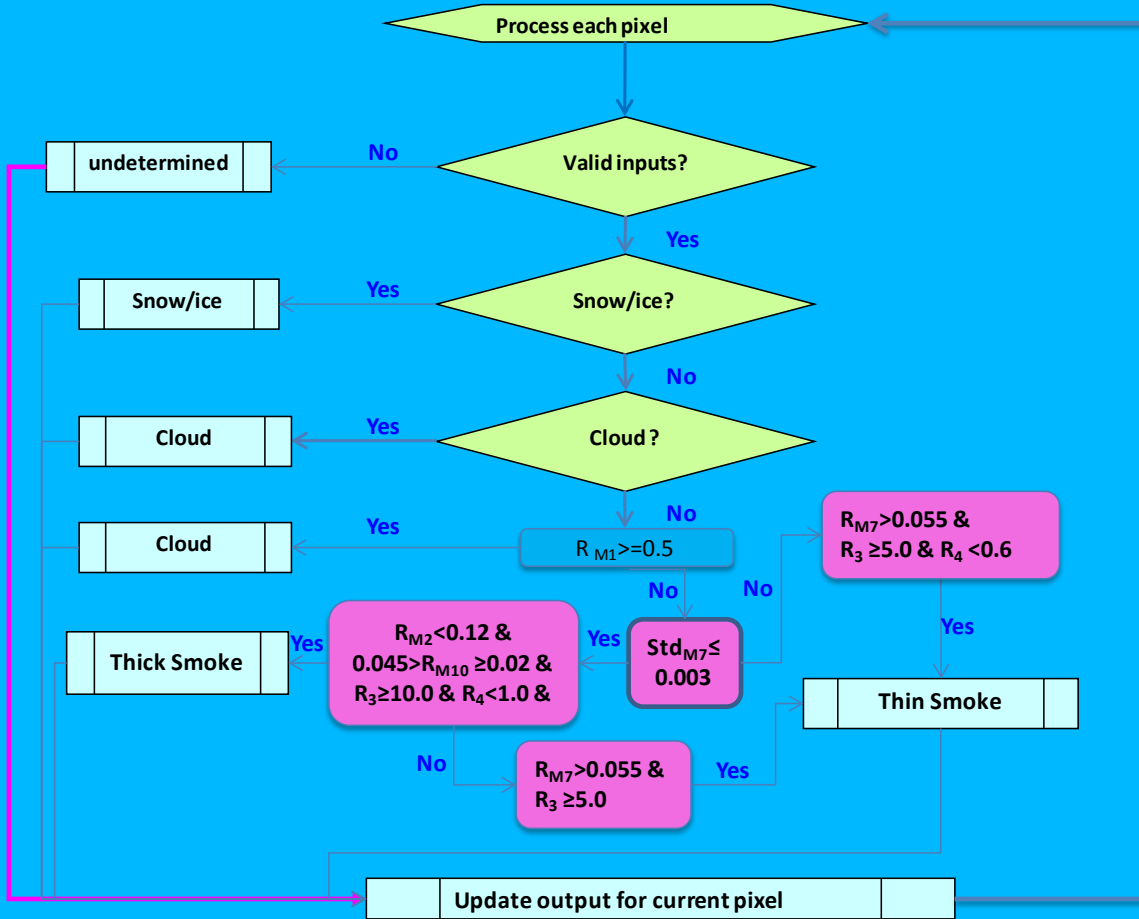 Process each pixel
No
undetermined
Valid inputs?
Yes
Snow/ice
Yes
Snow/ice?
No
Cloud
Yes
Cloud ?
No
Cloud
Yes
R M1>=0.5
RM7>0.055 &
R3 ≥5.0 & R4 <0.6
No
No
Yes
Thick Smoke
Yes
RM2<0.12 &
0.045>RM10 ≥0.02 &
R3≥10.0 & R4<1.0 &
Yes
StdM7≤
0.003
Thin Smoke
No
RM7>0.055 &
R3 ≥5.0
Yes
Update output for current pixel